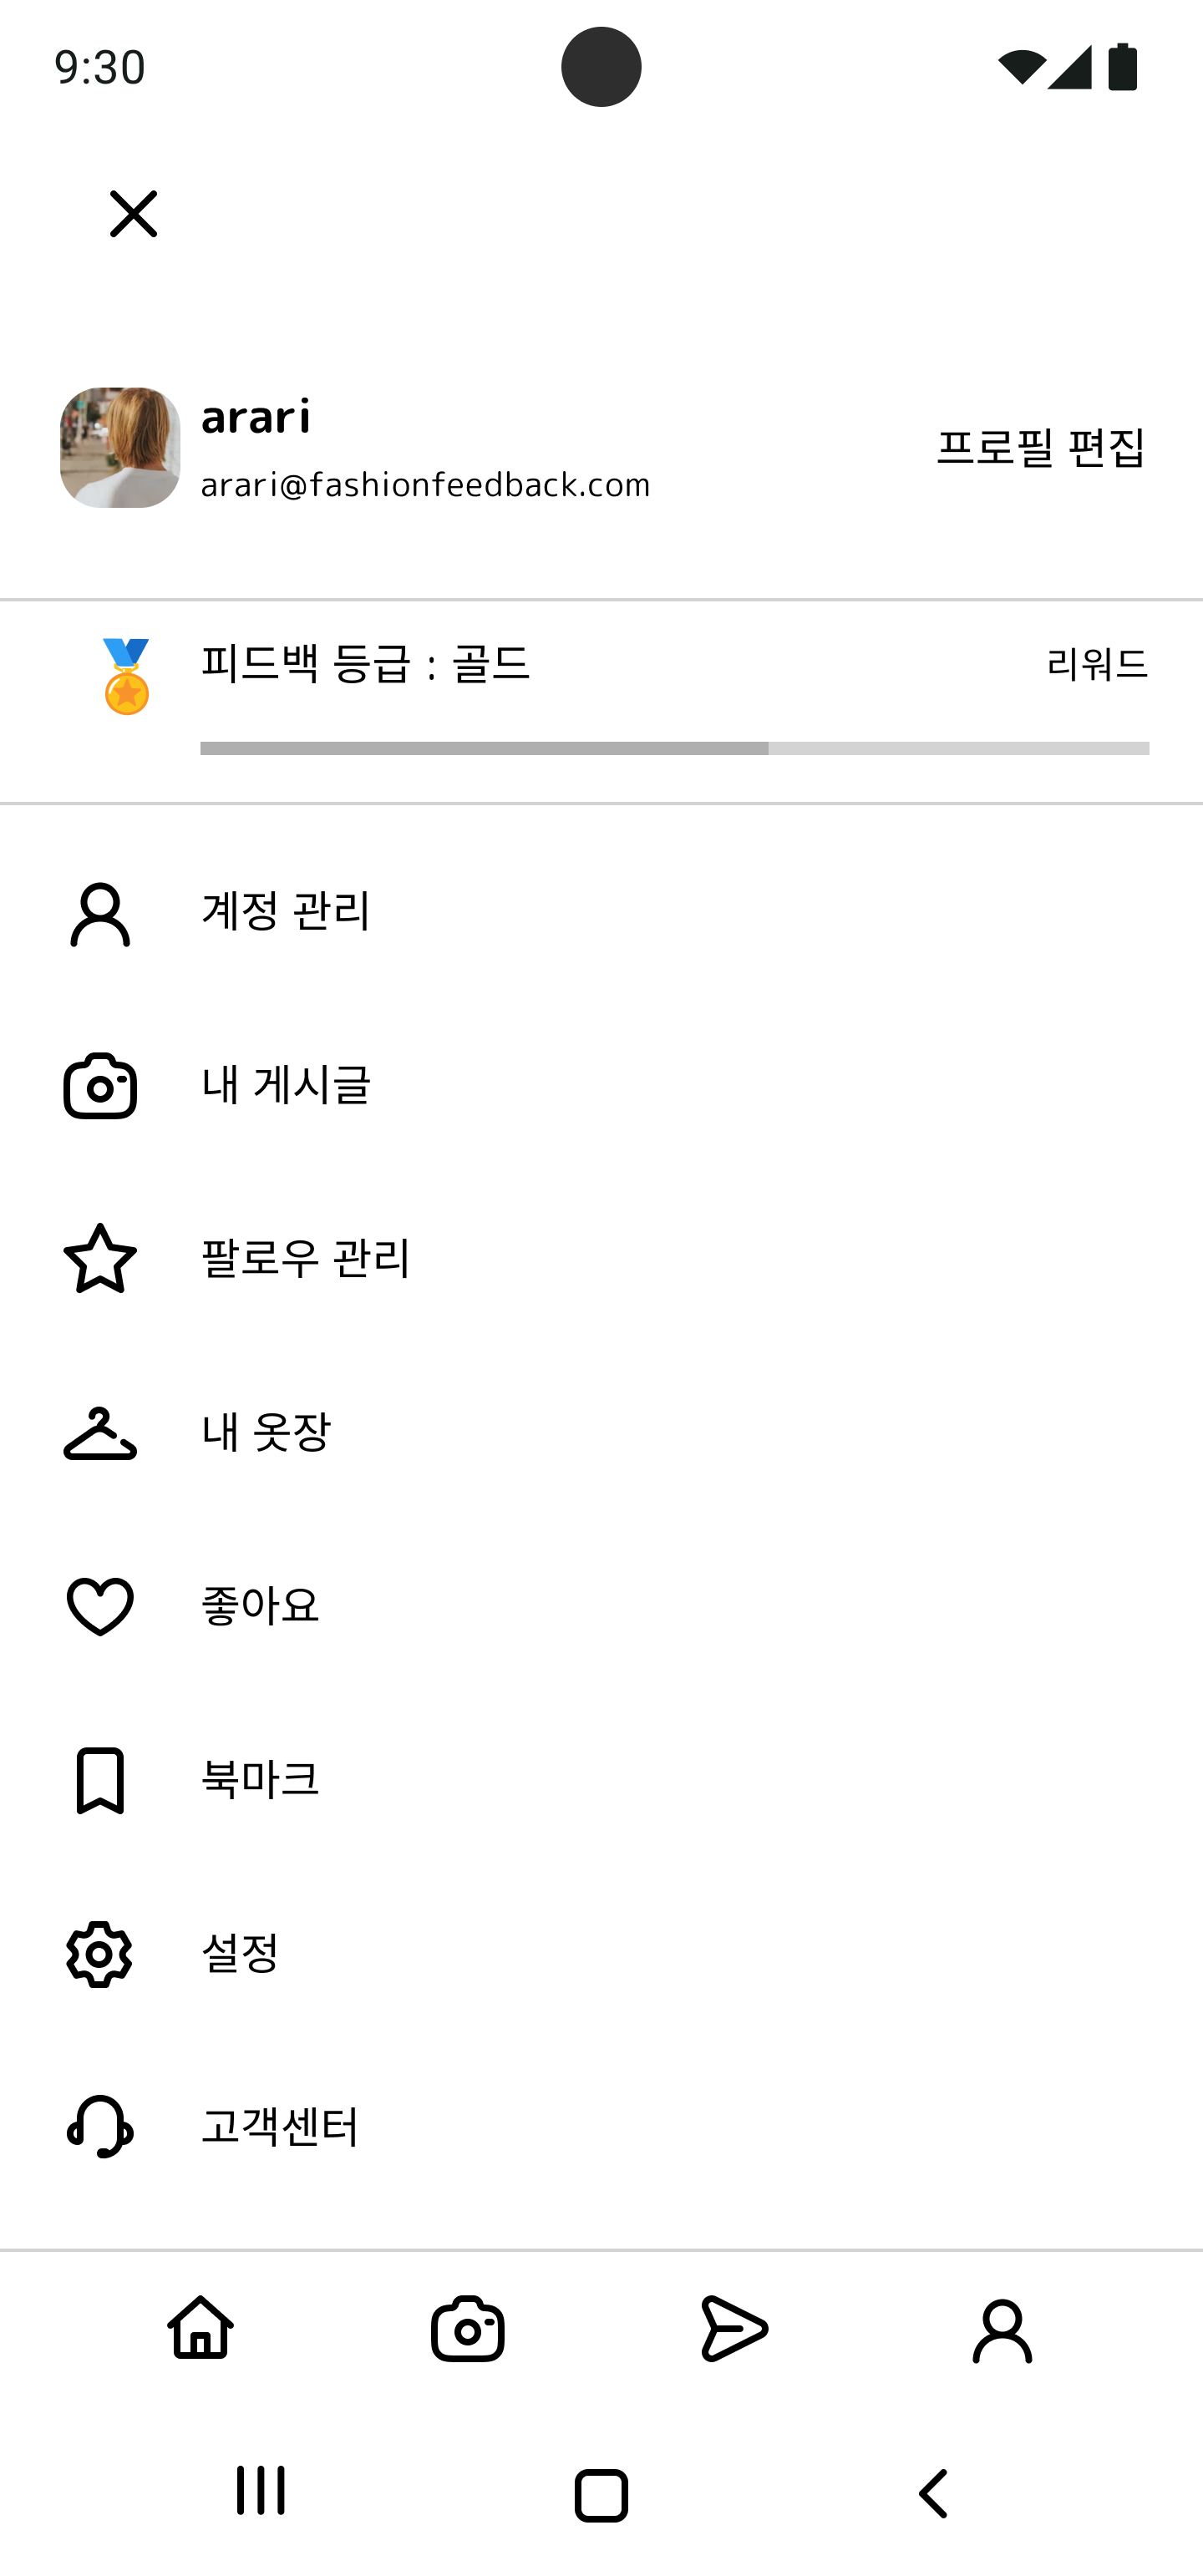 9:30
arari
arari@fashionfeedback.com
프로필 편집
피드백 등급 : 골드
리워드
계정 관리
내 게시글
팔로우 관리
내 옷장
좋아요
북마크
설정
고객센터